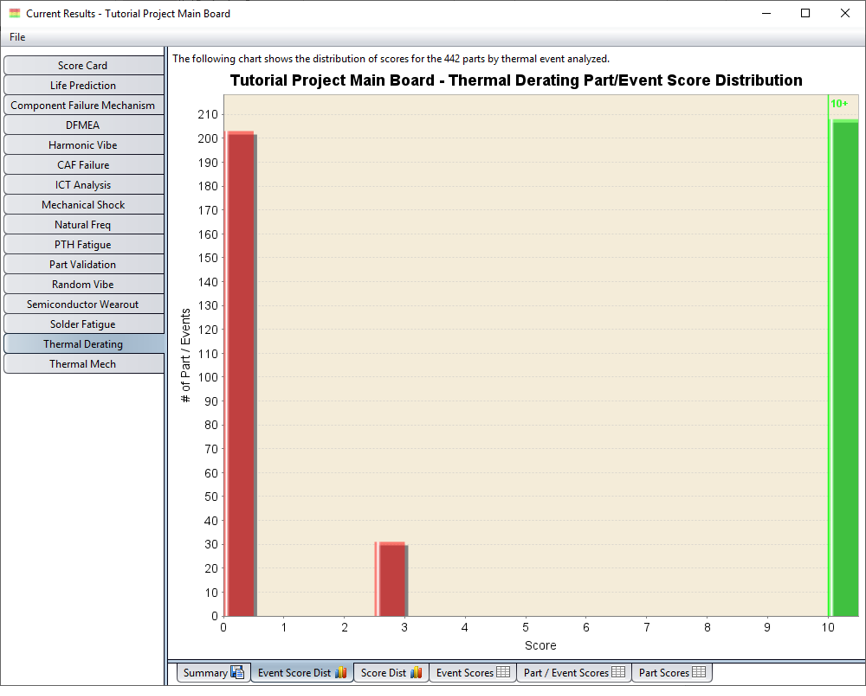 Current Results - Tutorial Project Main Board
File
Score Card
Life Prediction
Component Failure Mechanism
DFMEA
Harmonic Vibe
CAF Failure
ICT Analysis
Mechanical Shock
Natural Freq
PTH Fatigue
Part Validation
Random Vibe
Semiconductor Wearout
Solder Fatigue
Thermal Derating
Thermal Mech
The following chart shows the distribution of scores for the 442 parts by thermal event analyzed.
Tutorial Project Main Board - Thermal Derating Part/Event Score Distribution
10+
# of Part / Events
210
200
190
180
170
160
150
140
130
120
110
100
90
80
70
60
50
40
30
20
10
0
0 1 2 3 4 5 6 7 8 9 10
Score
Summary Event Score Dist Score Dist Event Scores Part / Event Scores Part Scores